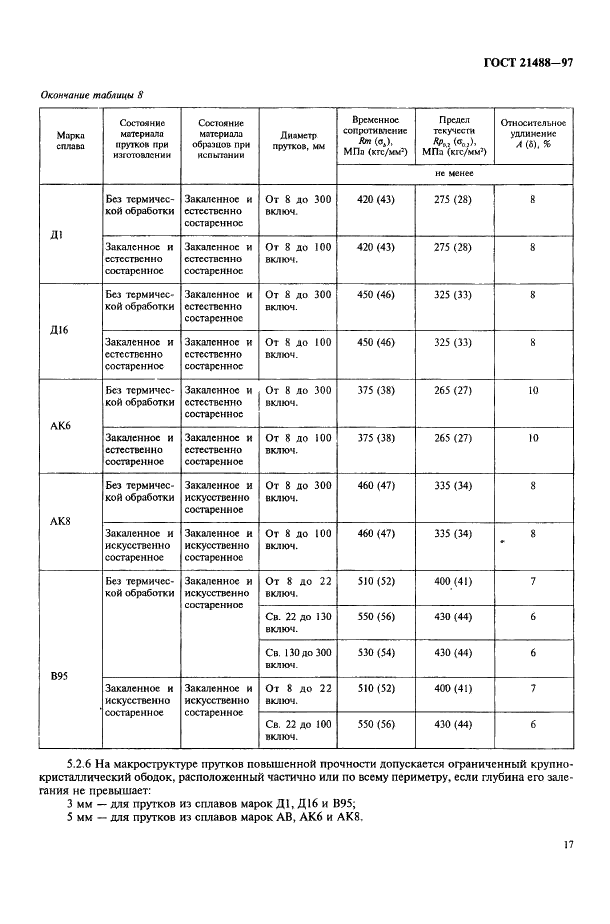 ГОСТ 21488—97
Окончание таблицы 8
Марка
сплава
Состояние
материала
прутков при
изготовлении
Состояние
материала
образцов при
испытании
Диаметр
прутков, мм
Временное
сопротивление
Rm (σв),
МПа (кгс/мм²)
Предел
текучести
Rp0,2 (σ0,2),
МПа (кгс/мм²)
Относительное
удлинение
A (δ), %
не менее
Д1
Без термичес-
кой обработки
Закаленное и
естественно
состаренное
От 8 до 300
включ.
420 (43)
275 (28)
8
Закаленное и
естественно
состаренное
Закаленное и
естественно
состаренное
От 8 до 100
включ.
420 (43)
275 (28)
8
Д16
Без термичес-
кой обработки
Закаленное и
естественно
состаренное
От 8 до 300
включ.
450 (46)
325 (33)
8
Закаленное и
естественно
состаренное
Закаленное и
естественно
состаренное
От 8 до 100
включ.
450 (46)
325 (33)
8
АК6
Без термичес-
кой обработки
Закаленное и
естественно
состаренное
От 8 до 300
включ.
375 (38)
265 (27)
10
Закаленное и
естественно
состаренное
Закаленное и
естественно
состаренное
От 8 до 100
включ.
375 (38)
265 (27)
10
АК8
Без термичес-
кой обработки
Закаленное и
искусственно
состаренное
От 8 до 300
включ.
460 (47)
335 (34)
8
Закаленное и
искусственно
состаренное
Закаленное и
искусственно
состаренное
От 8 до 100
включ.
460 (47)
335 (34)
8
В95
Без термичес-
кой обработки
Закаленное и
искусственно
состаренное
От 8 до 22
включ.
510 (52)
400 (41)
7
Св. 22 до 130
включ.
550 (56)
430 (44)
6
Св. 130 до 300
включ.
530 (54)
430 (44)
6
Закаленное и
искусственно
состаренное
Закаленное и
искусственно
состаренное
От 8 до 22
включ.
510 (52)
400 (41)
7
Св. 22 до 100
включ.
550 (56)
430 (44)
6
5.2.6 На макроструктуре прутков повышенной прочности допускается ограниченный крупно-
кристаллический ободок, расположенный частично или по всему периметру, если глубина его зале-
гания не превышает:
3 мм — для прутков из сплавов марок Д1, Д16 и В95;
5 мм — для прутков из сплавов марок АВ, АК6 и АК8.
17